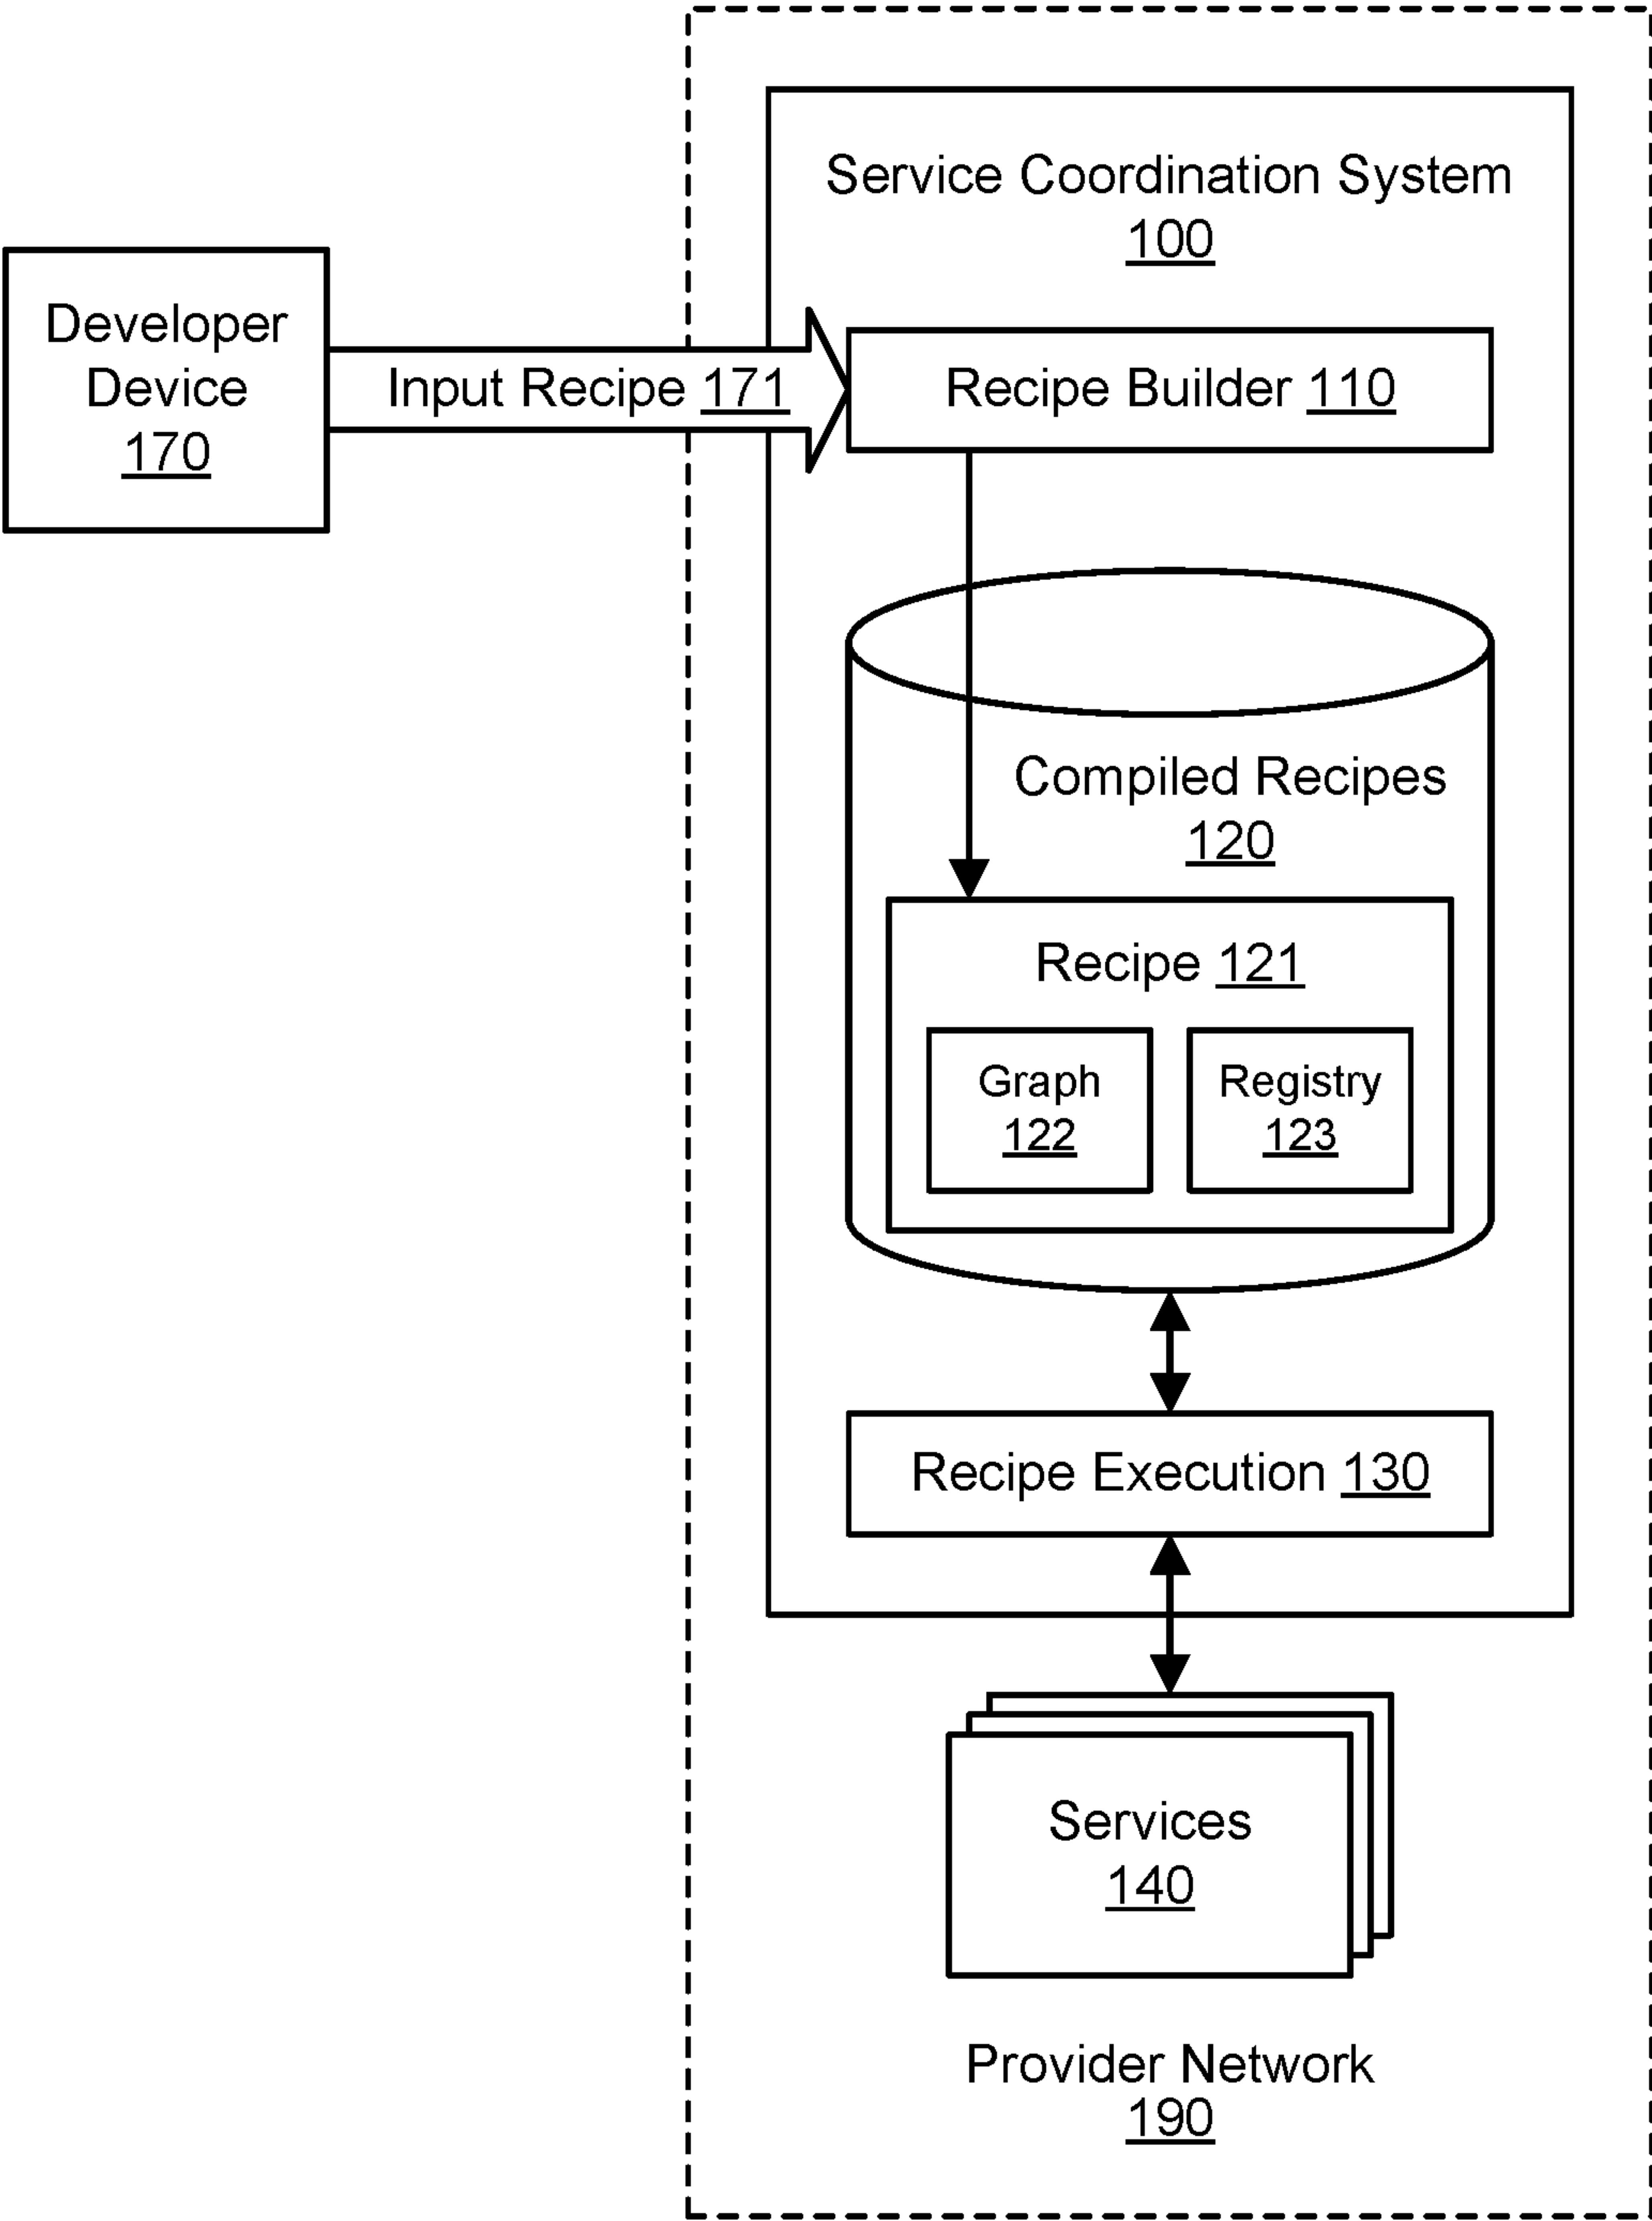 Service Coordination System
100
Developer
Device
170
Input Recipe 171
Recipe Builder 110
Compiled Recipes
120
Recipe 121
Graph
122
Registry
123
Recipe Execution 130
Services
140
Provider Network
190